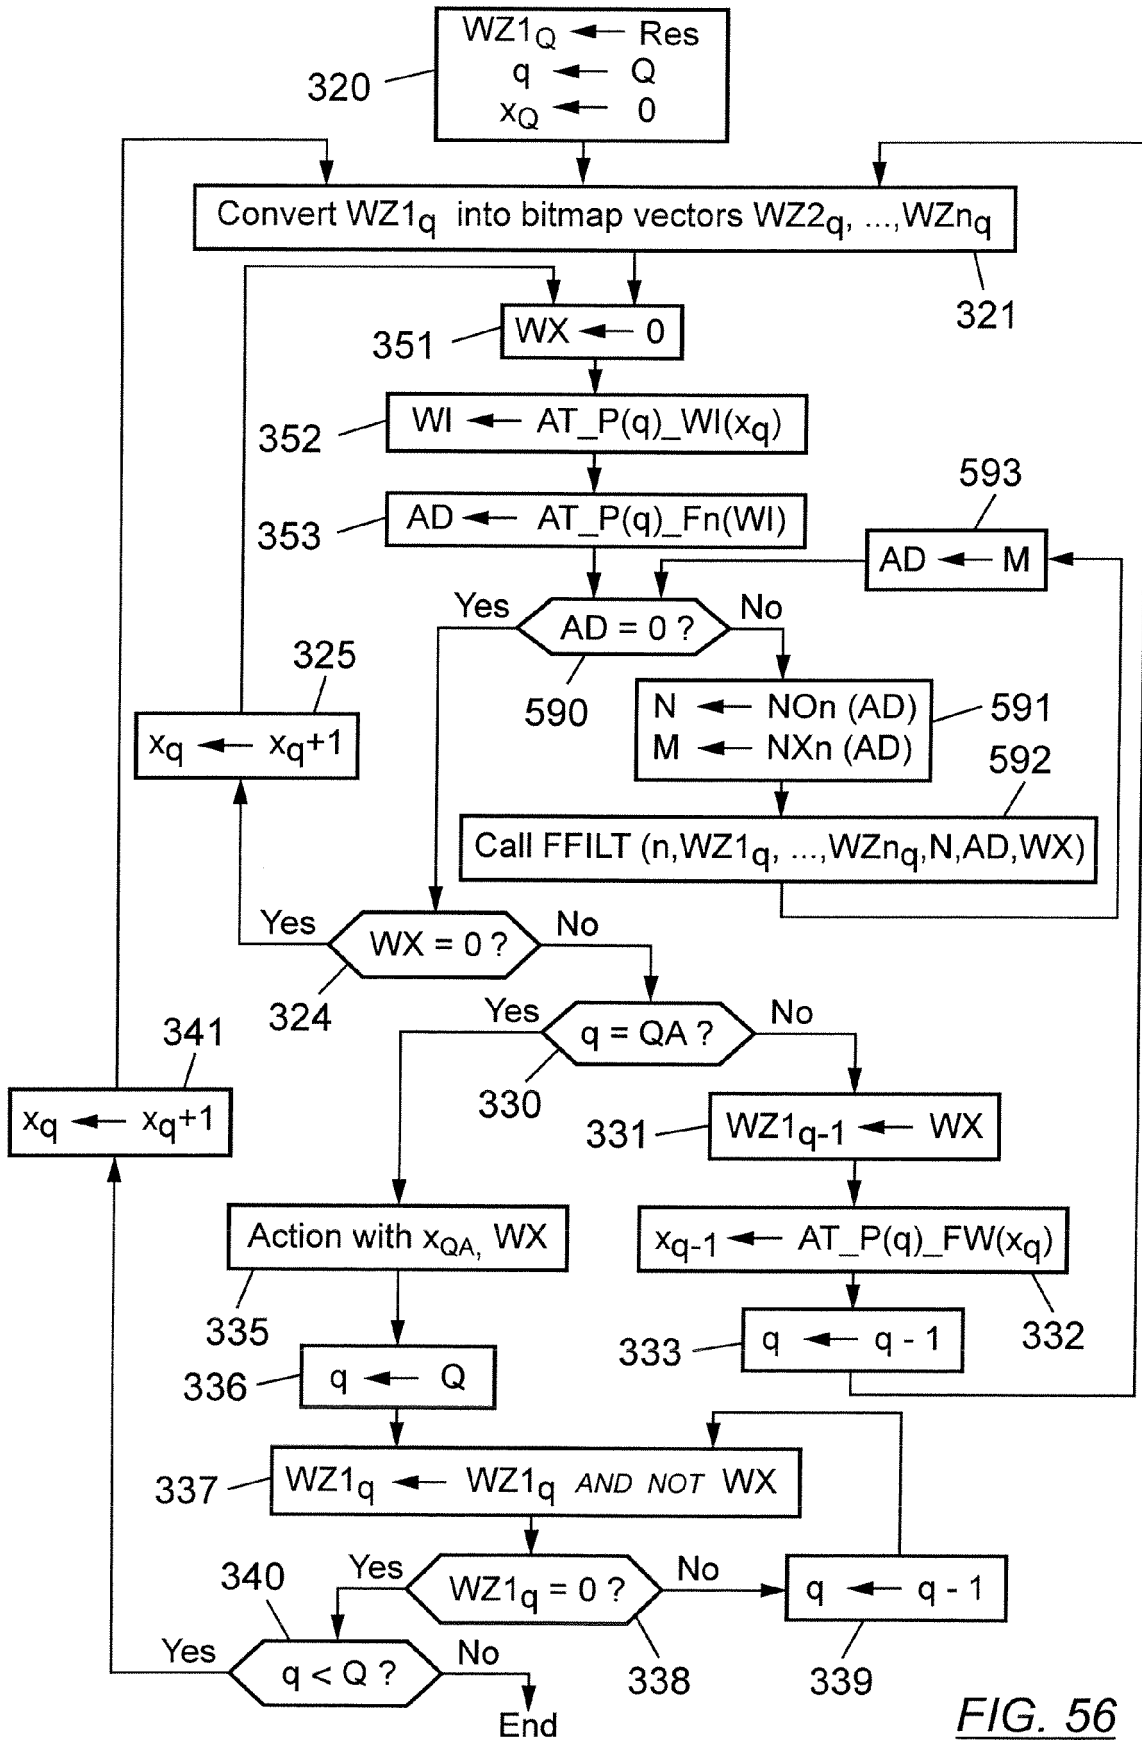 WZ1Q ← Res
q ← Q
xQ ← 0
320
Convert WZ1q into bitmap vectors WZ2q, ...,WZnq
321
WX ← 0
351
WI ← AT_P(q)_WI(xq)
352
593
AD ← AT_P(q)_Fn(WI)
353
AD ← M
Yes
No
AD = 0 ?
590
325
xq ← xq+1
N ← NOn (AD)
M ← NXn (AD)
591
592
Call FFILT (n,WZ1q, ...,WZnq,N,AD,WX)
Yes
No
WX = 0 ?
324
Yes
No
q = QA ?
330
341
xq ← xq+1
WZ1q-1 ← WX
331
Action with xQA, WX
335
xq-1 ← AT_P(q)_FW(xq)
332
q ← q - 1
333
q ← Q
336
WZ1q ← WZ1q AND NOT WX
337
Yes
No
WZ1q = 0 ?
338
q ← q - 1
339
340
Yes
No
q < Q ?
End
FIG. 56